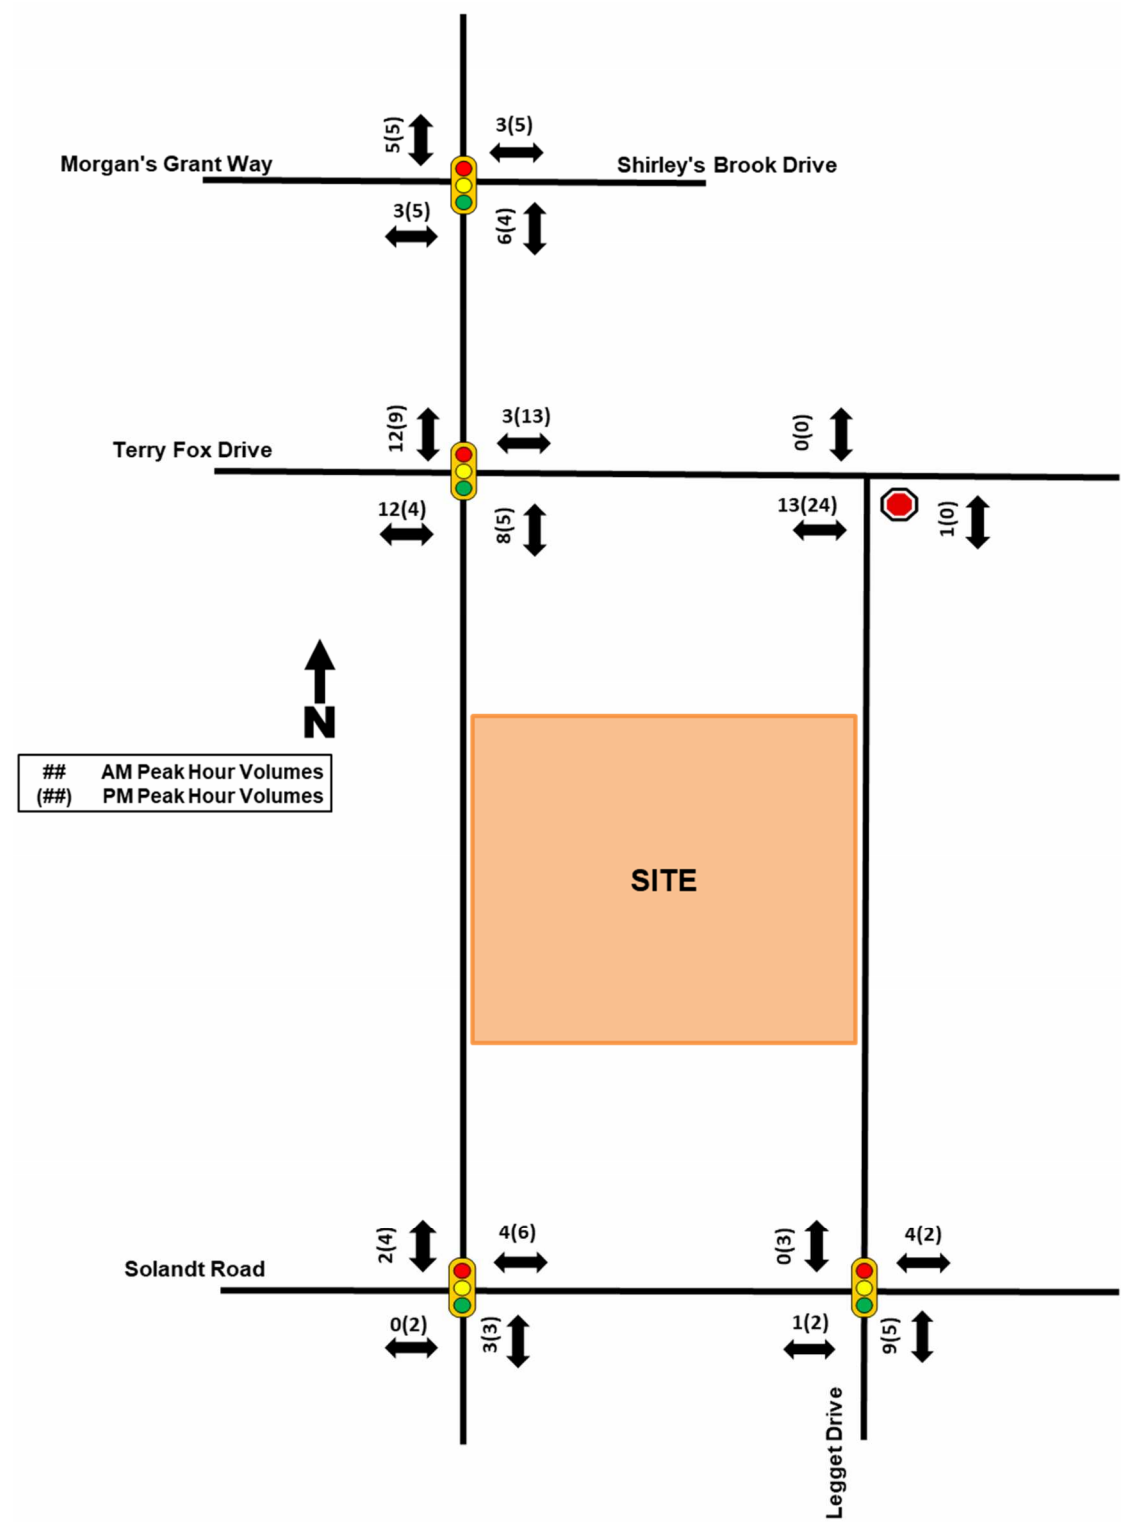 5(5)
3(5)
Morgan's Grant Way
Shirley's Brook Drive
3(5)
6(4)
12(9)
3(13)
0(0)
Terry Fox Drive
12(4)
8(5)
13(24)
1(0)
N
## AM Peak Hour Volumes
(##) PM Peak Hour Volumes
SITE
2(4)
4(6)
0(3)
4(2)
Solandt Road
0(2)
3(3)
1(2)
9(5)
Legget Drive